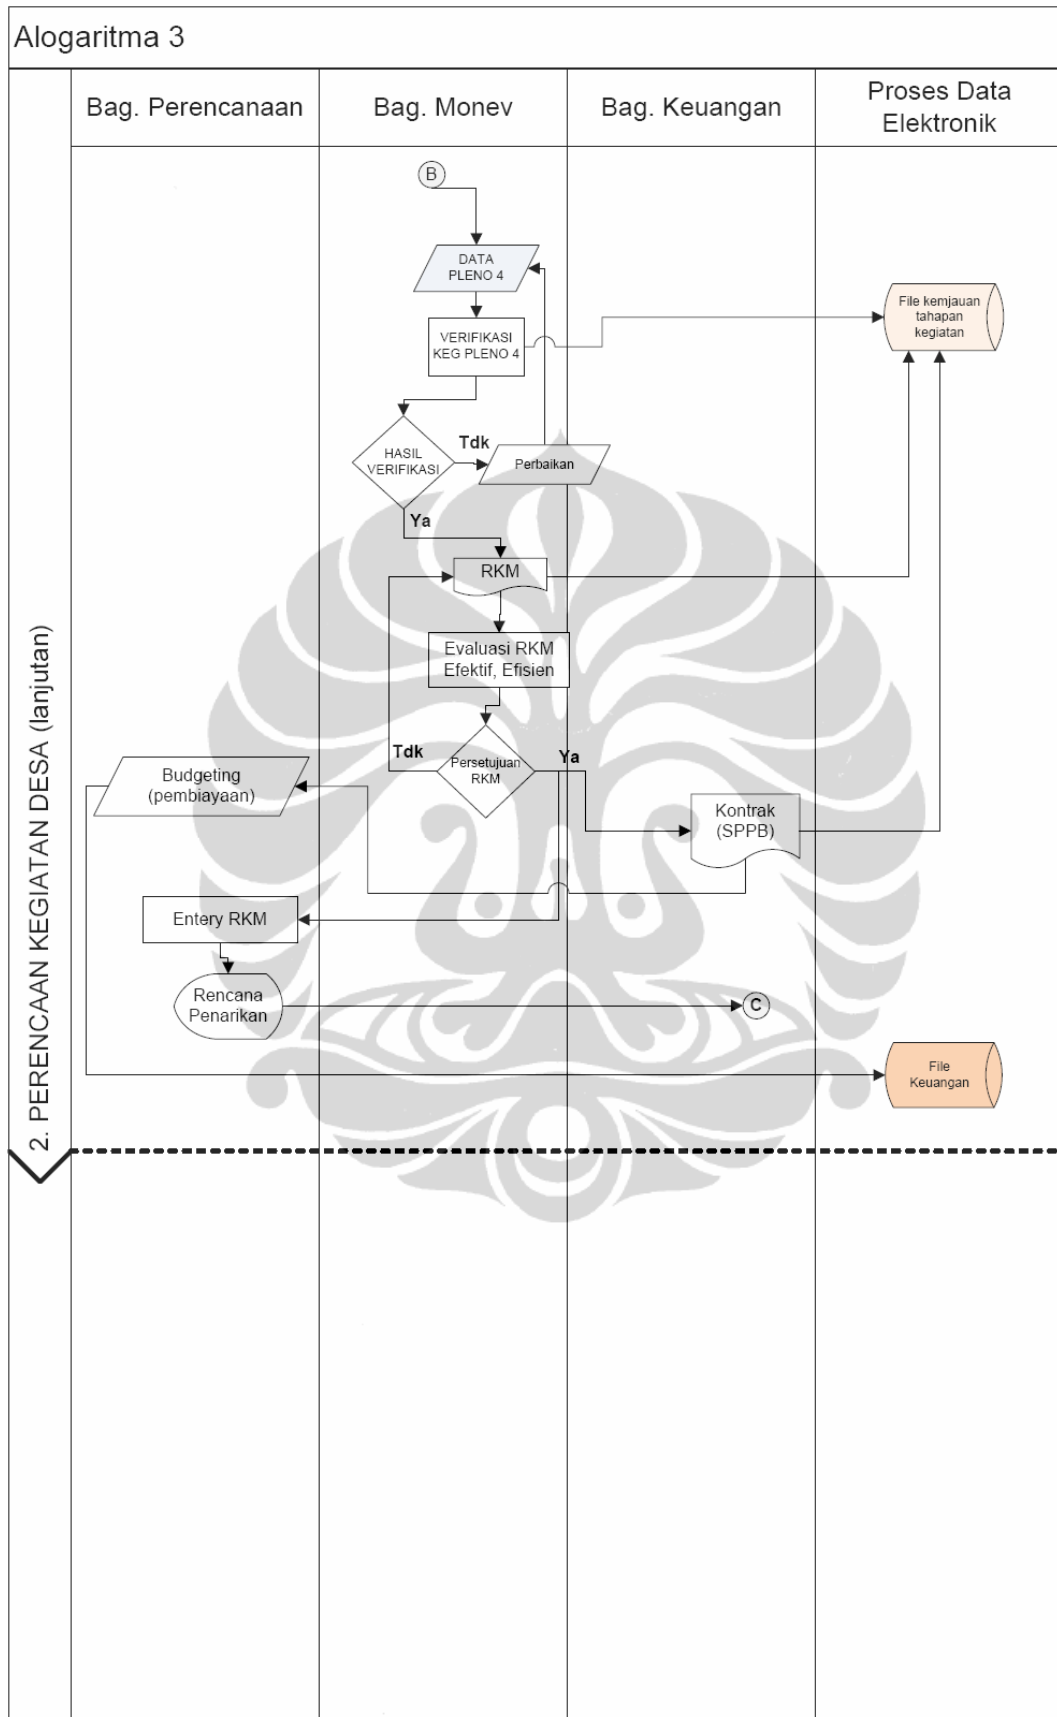 Alogaritma 3
Bag. Perencanaan
Bag. Monev
Bag. Keuangan
Proses Data
Elektronik
2. PERENCAAN KEGIATAN DESA (lanjutan)
B
DATA
PLENO 4
File kemjauan
tahapan
kegiatan
VERIFIKASI
KEG PLENO 4
HASIL
VERIFIKASI
Tdk
Perbaikan
Ya
RKM
Evaluasi RKM
Efektif, Efisien
Tdk
Persetujuan
RKM
Ya
Budgeting
(pembiayaan)
Kontrak
(SPPB)
Entery RKM
Rencana
Penarikan
C
File
Keuangan